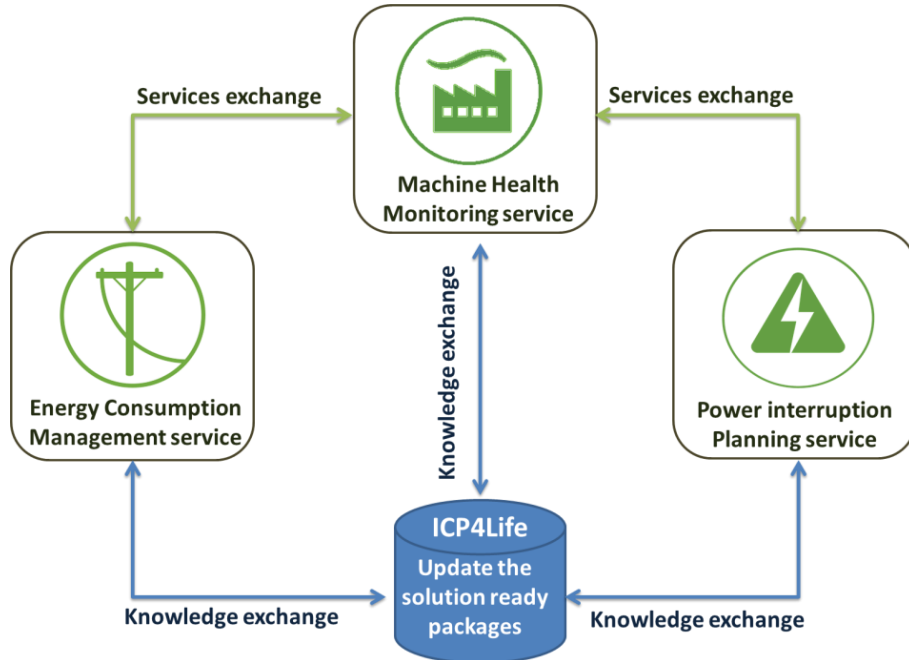 Services exchange
Services exchange
Machine Health
Monitoring service
Energy Consumption
Management service
Knowledge exchange
Power interruption
Planning service
ICP4Life
Update the
solution ready
packages
Knowledge exchange
Knowledge exchange